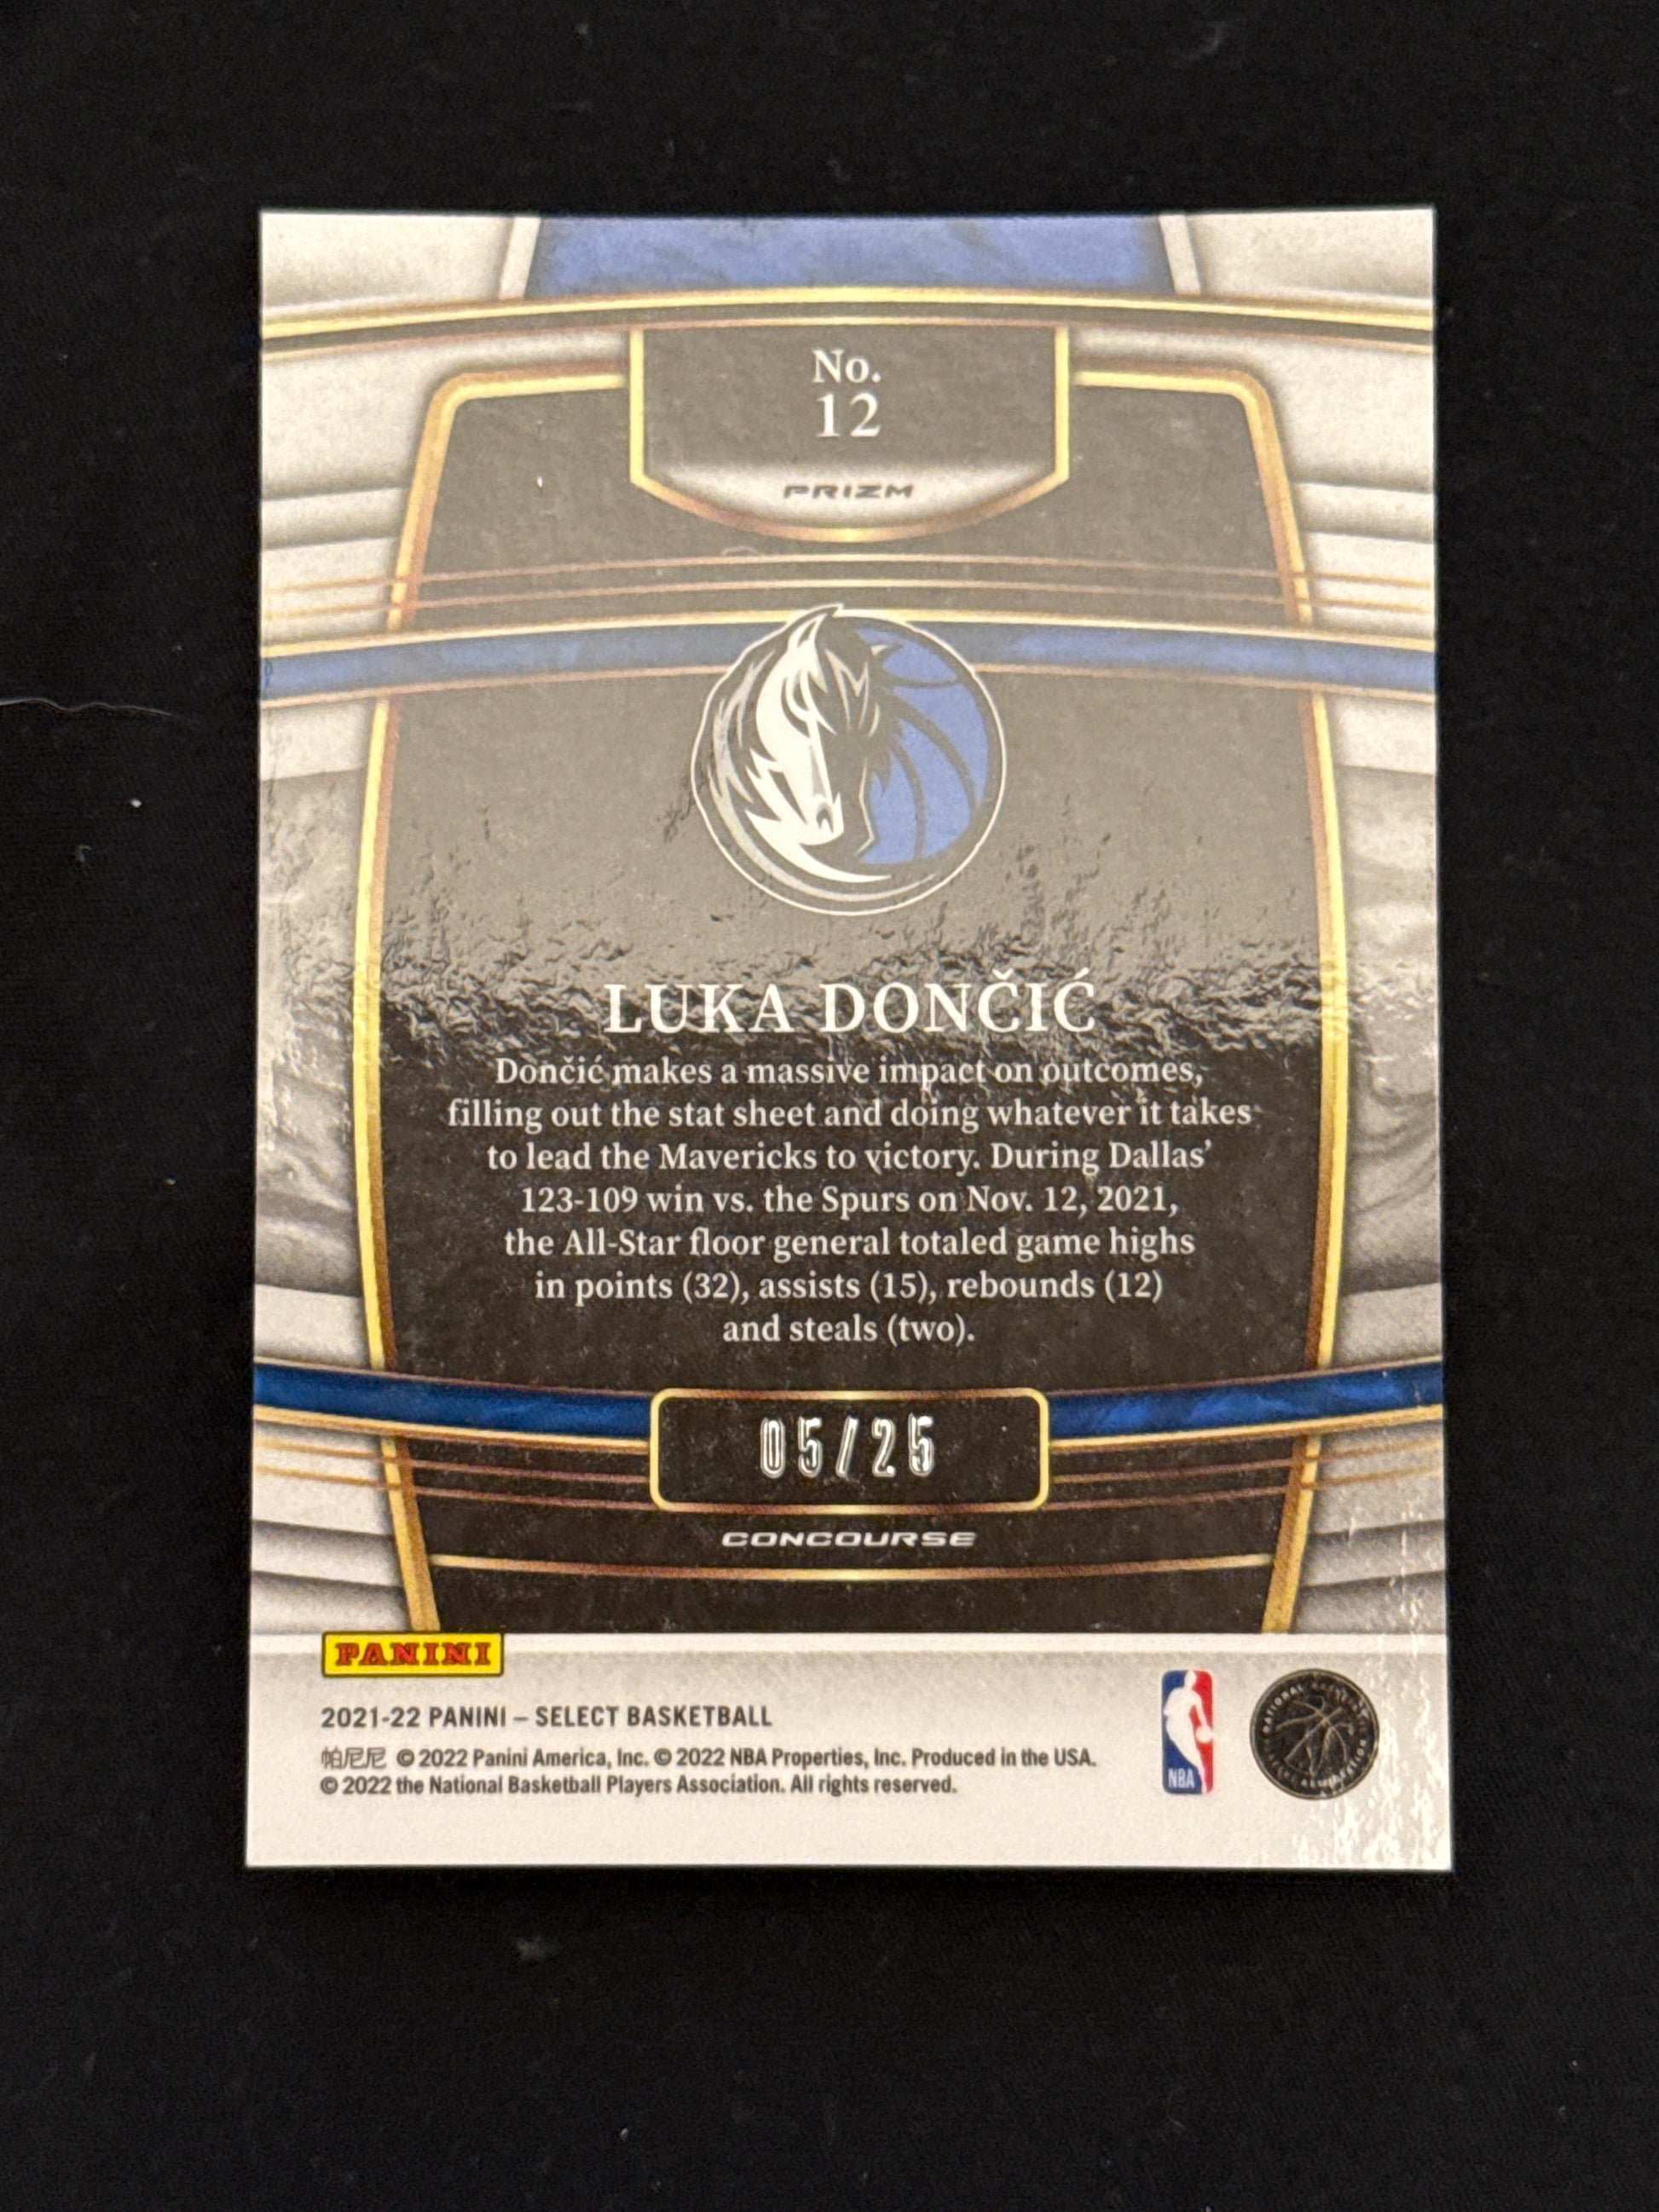 No.
12
PRIZM
LUKA DONČIĆ
Dončić makes a massive impact on outcomes,
filling out the stat sheet and doing whatever it takes
to lead the Mavericks to victory. During Dallas’
123-109 win vs. the Spurs on Nov. 12, 2021,
the All-Star floor general totaled game highs
in points (32), assists (15), rebounds (12)
and steals (two).
05/25
CONCOURSE
PANINI
2021-22 PANINI – SELECT BASKETBALL
帕尼尼 © 2022 Panini America, Inc. © 2022 NBA Properties, Inc. Produced in the USA.
© 2022 the National Basketball Players Association. All rights reserved.
NBA